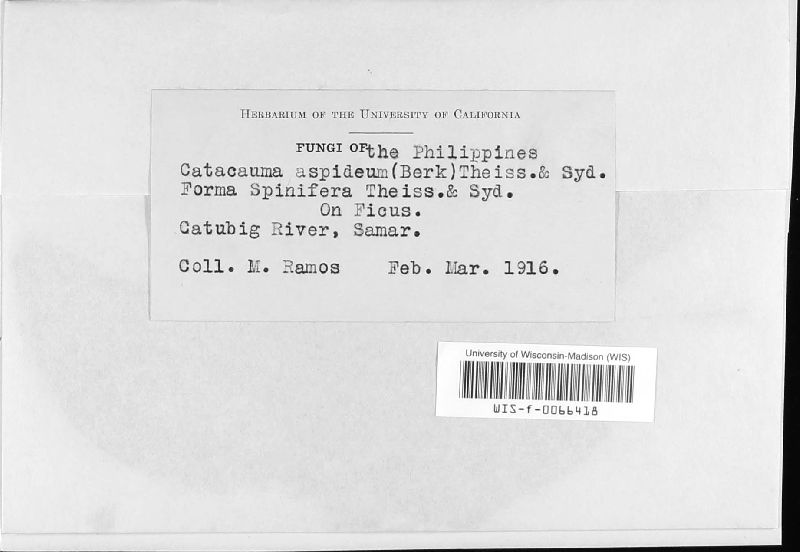 HERBARIUM OF THE UNIVERSITY OF CALIFORNIA
FUNGI OF the Philippines
Catacauma aspideum(Berk)Theiss.& Syd.
Forma Spinifera Theiss.& Syd.
On Ficus.
Catubig River, Samar.
Coll. M. Ramos Feb. Mar. 1916.
University of Wisconsin-Madison (WIS)
WIS-f-0066418